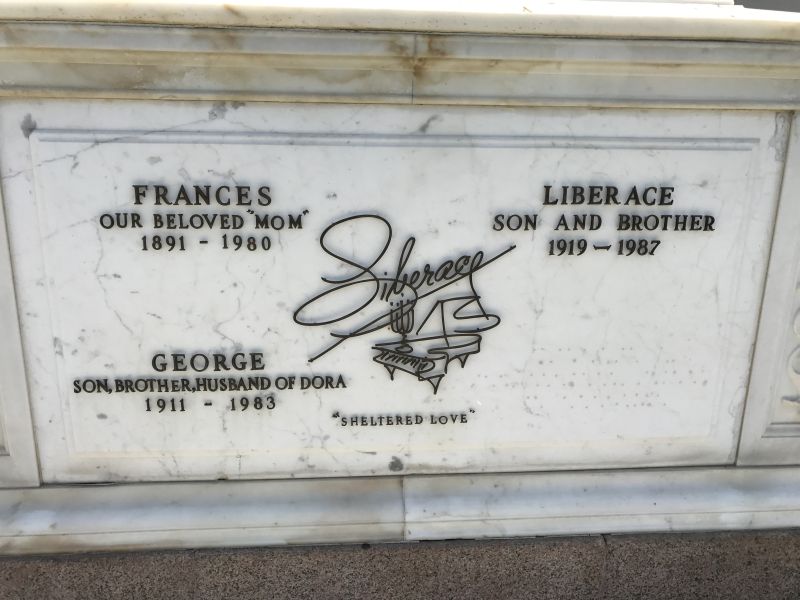 FRANCES
OUR BELOVED "MOM"
1891 - 1980
LIBERACE
SON AND BROTHER
1919 - 1987
Liberace
GEORGE
SON, BROTHER, HUSBAND OF DORA
1911 - 1983
"SHELTERED LOVE"